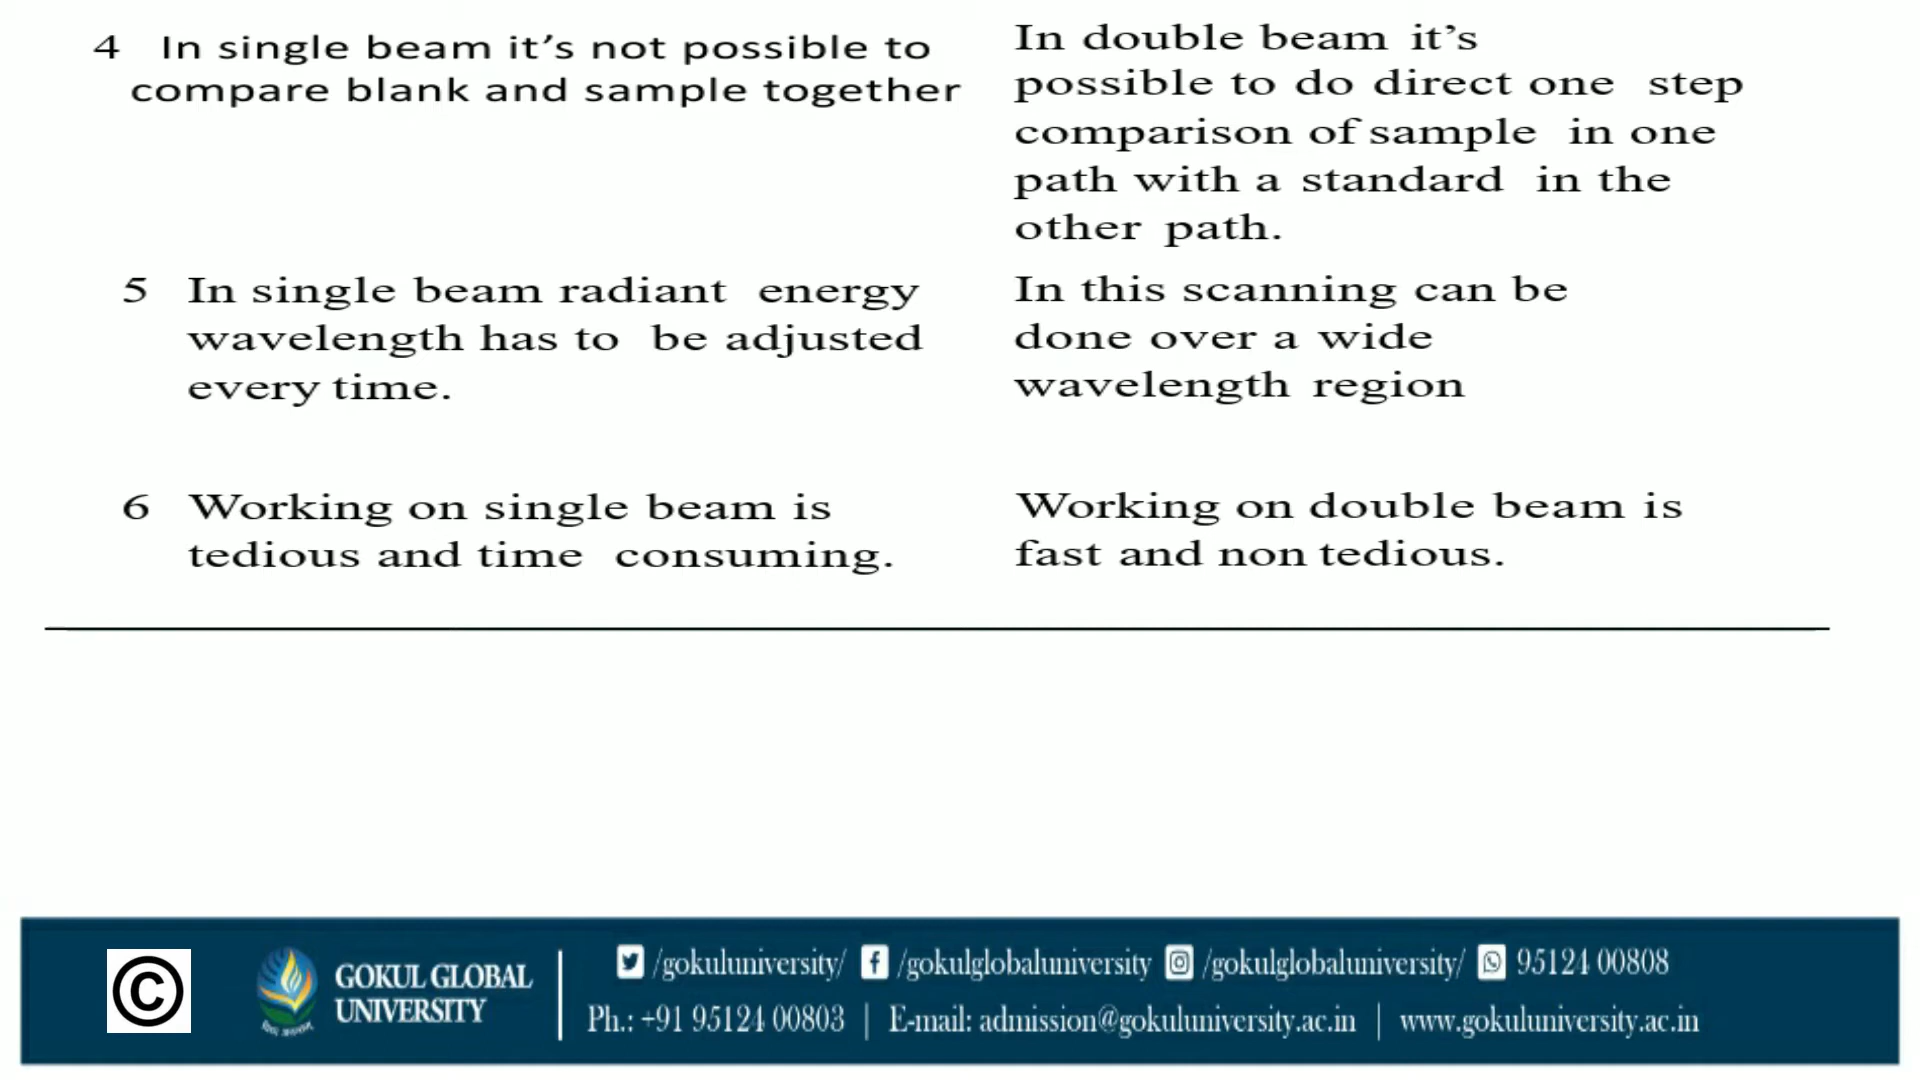 4 In single beam it’s not possible to
compare blank and sample together
In double beam it’s
possible to do direct one step
comparison of sample in one
path with a standard in the
other path.
5 In single beam radiant energy
wavelength has to be adjusted
every time.
In this scanning can be
done over a wide
wavelength region
6 Working on single beam is
tedious and time consuming.
Working on double beam is
fast and non tedious.
©
GOKUL GLOBAL
UNIVERSITY
/gokuluniversity/ /gokulglobaluniversity /gokulglobaluniversity/ 95124 00808
Ph.: +91 95124 00803 | E-mail: admission@gokuluniversity.ac.in | www.gokuluniversity.ac.in